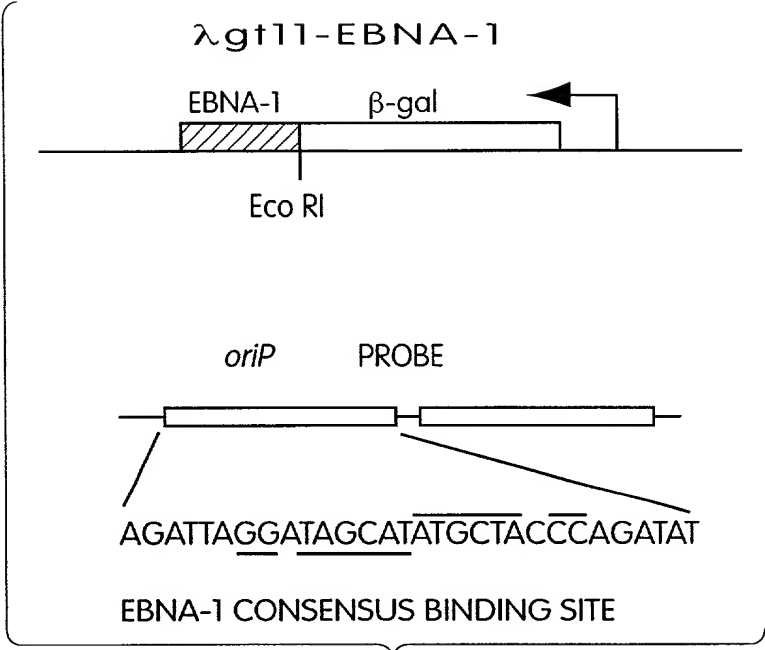 λgt11-EBNA-1
EBNA-1 β-gal
Eco RI
oriP PROBE
AGATTAGGATAGCATATGCTACCCAGATAT
EBNA-1 CONSENSUS BINDING SITE